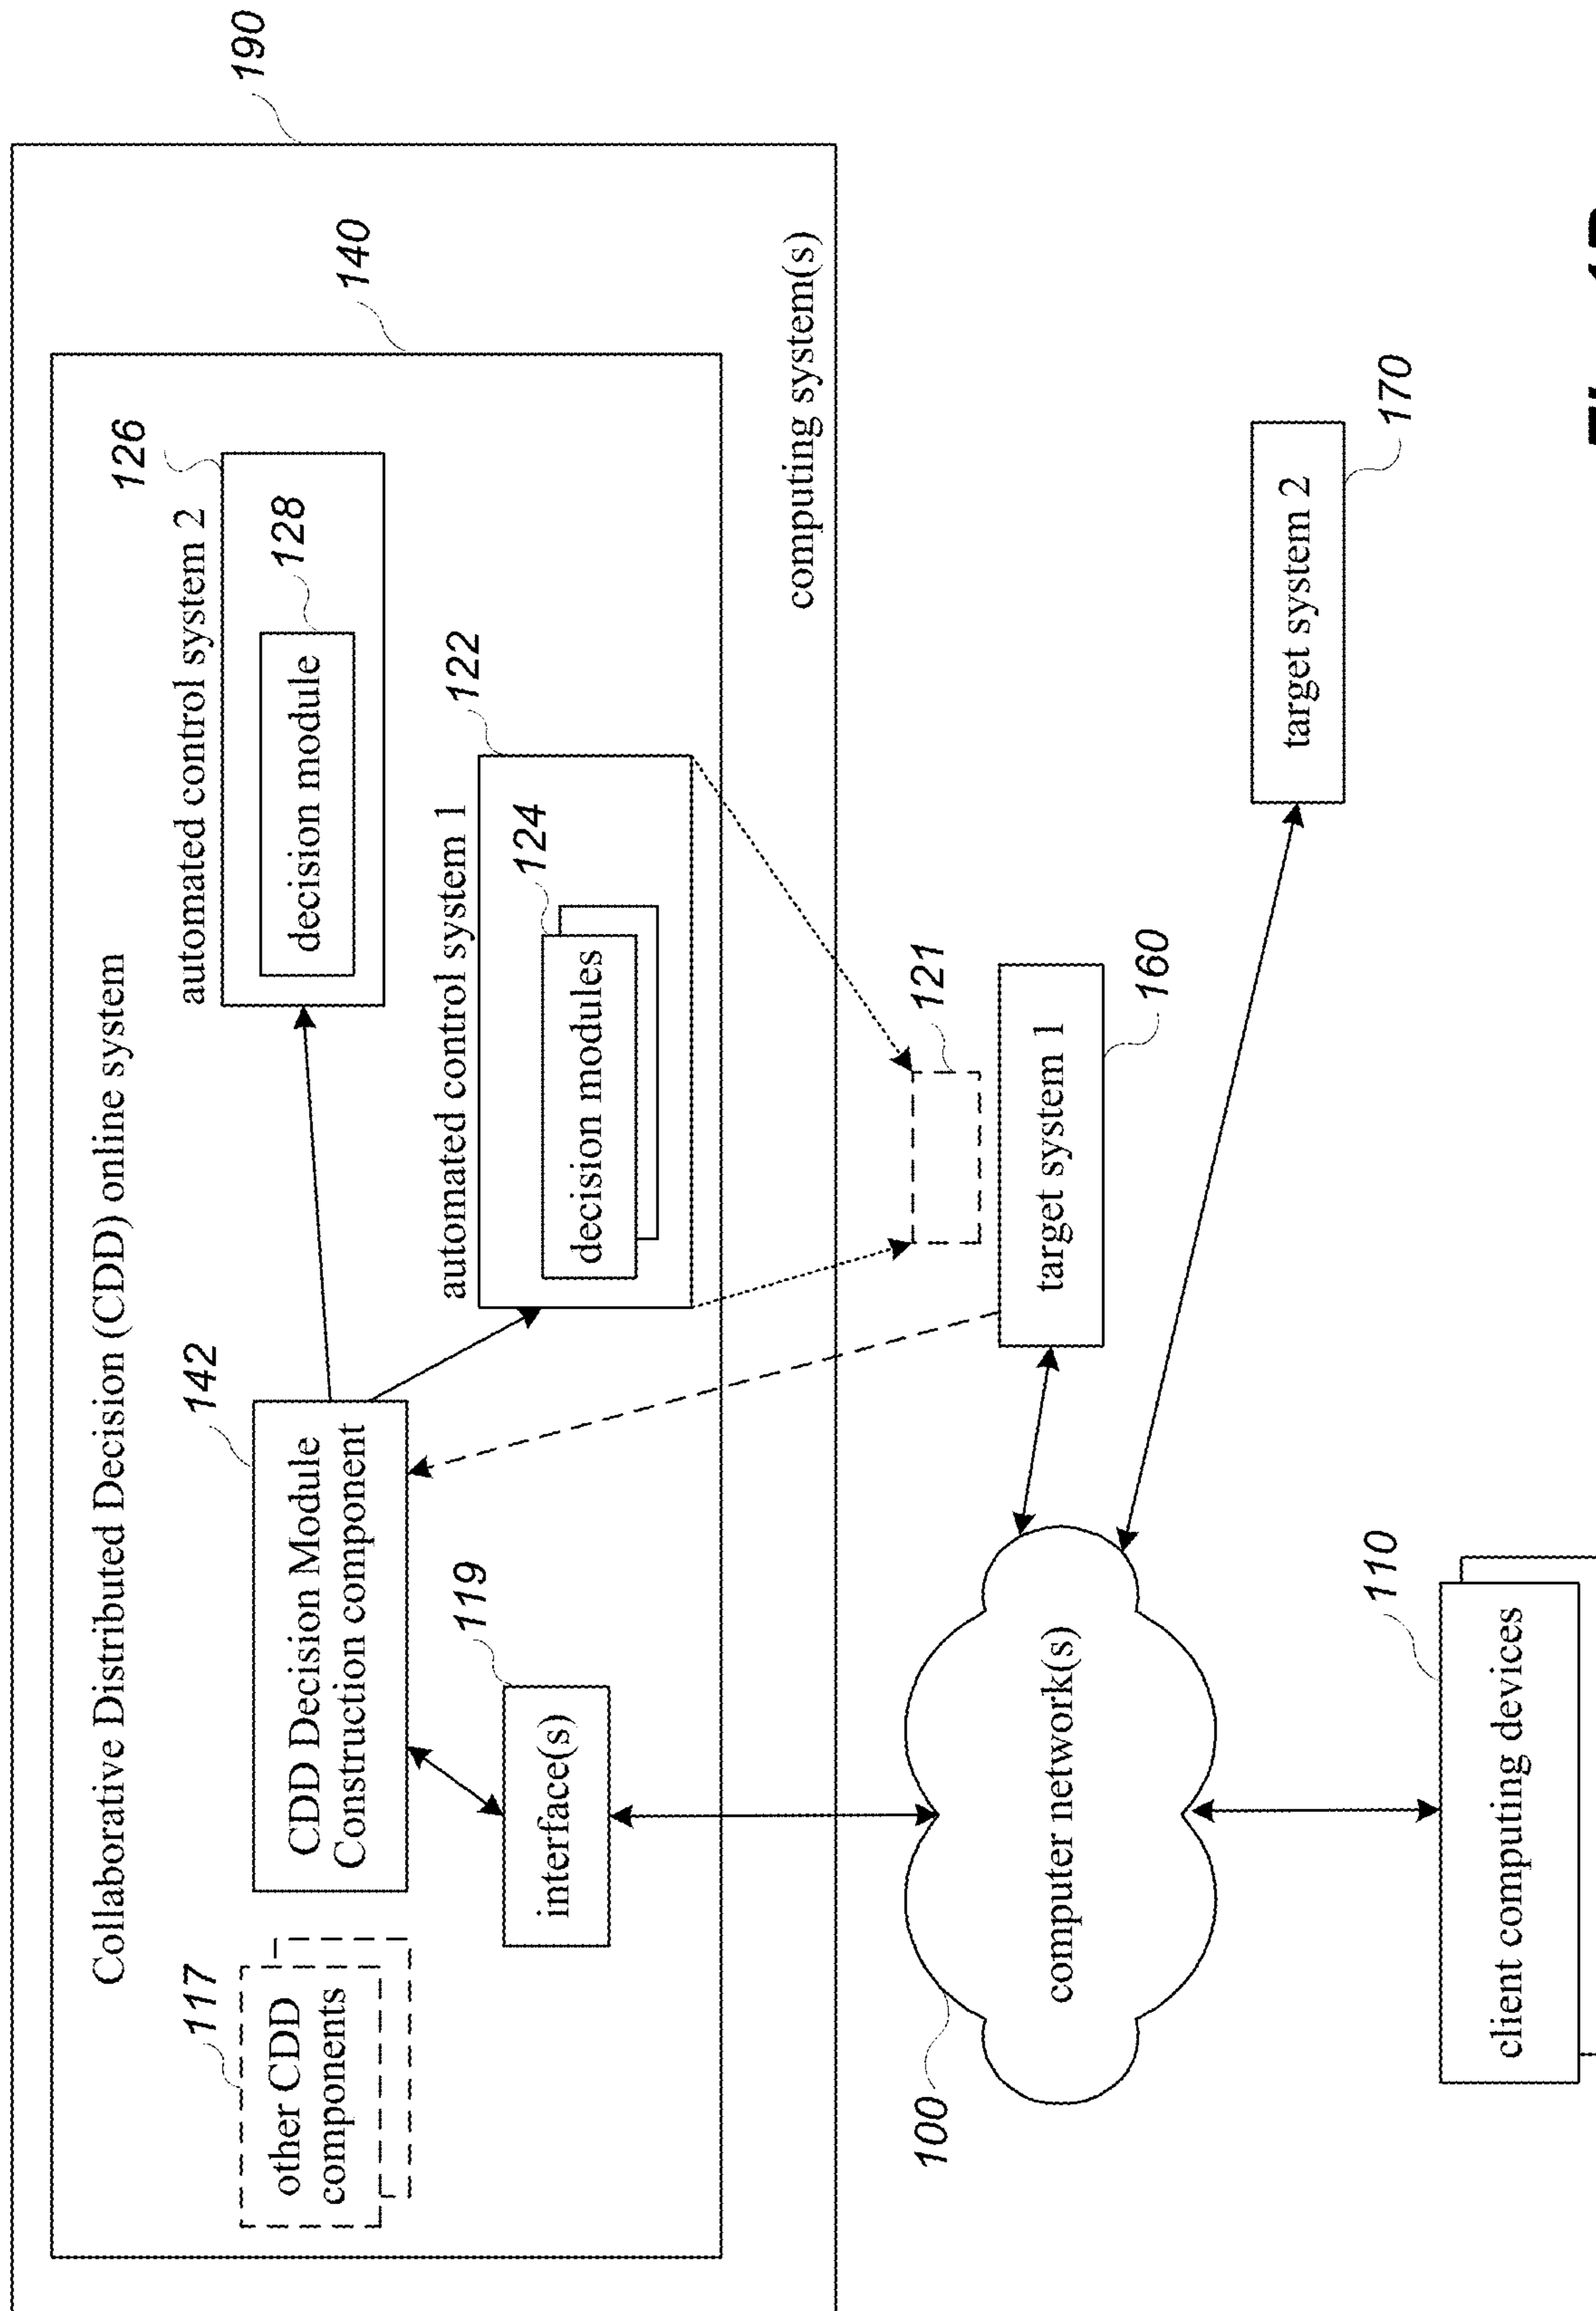 190
140
Collaborative Distributed Decision (CDD) online system
126
automated control system 2
128
decision module
117
other CDD
components
142
CDD Decision Module
Construction component
122
automated control system 1
124
decision modules
119
interface(s)
computing system(s)
121
100
computer network(s)
target system 1
160
target system 2
170
110
client computing devices